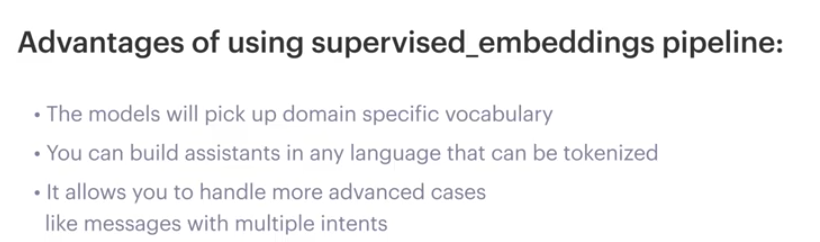 Advantages of using supervised_embeddings pipeline:
• The models will pick up domain specific vocabulary
• You can build assistants in any language that can be tokenized
• It allows you to handle more advanced cases
like messages with multiple intents